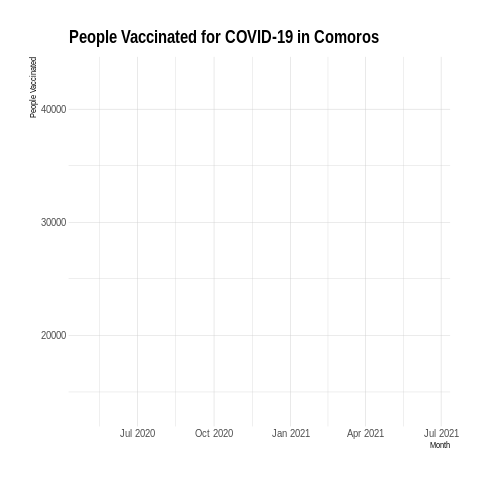 People Vaccinated for COVID-19 in Comoros
People Vaccinated
40000
30000
20000
Jul 2020 Oct 2020 Jan 2021 Apr 2021 Jul 2021
Month